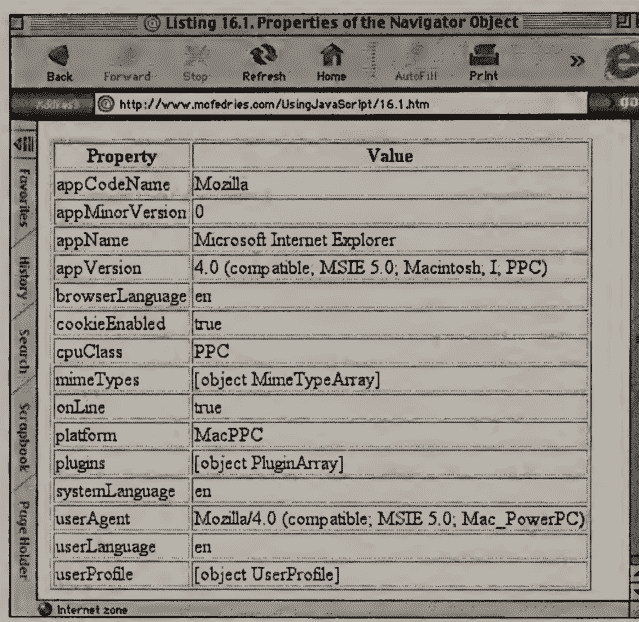 Listing 16.1. Properties of the Navigator Object
Back Forward Stop Refresh Home AutoFill Print »
Address http://www.mcfedries.com/UsingJavaScript/16.1.htm go
Favorites
History
Search
Scrapbook
Page Holder
Property Value
appCodeName Mozilla
appMinorVersion 0
appName Microsoft Internet Explorer
appVersion 4.0 (compatible; MSIE 5.0; Macintosh; I; PPC)
browserLanguage en
cookieEnabled true
cpuClass PPC
mimeTypes [object MimeTypeArray]
onLine true
platform MacPPC
plugins [object PluginArray]
systemLanguage en
userAgent Mozilla/4.0 (compatible; MSIE 5.0; Mac_PowerPC)
userLanguage en
userProfile [object UserProfile]
Internet zone